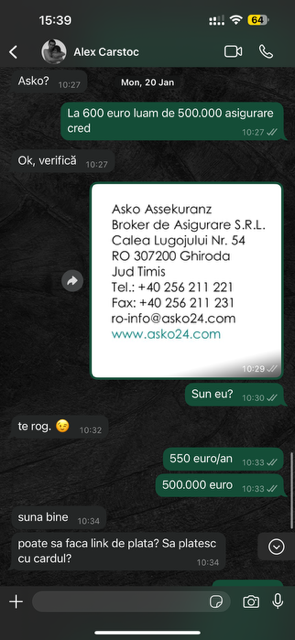 15:39
64
Alex Carstoc
Asko? 10:27
Mon, 20 Jan
La 600 euro luam de 500.000 asigurare
cred
10:27
Ok, verifică 10:27
Asko Assekuranz
Broker de Asigurare S.R.L.
Calea Lugojului Nr. 54
RO 307200 Ghiroda
Jud Timis
Tel.: +40 256 211 221
Fax: +40 256 211 231
ro-info@asko24.com
www.asko24.com
10:29
Sun eu? 10:30
te rog. 😉 10:32
550 euro/an 10:33
500.000 euro 10:33
suna bine 10:34
poate sa faca link de plata? Sa platesc
cu cardul?
10:34